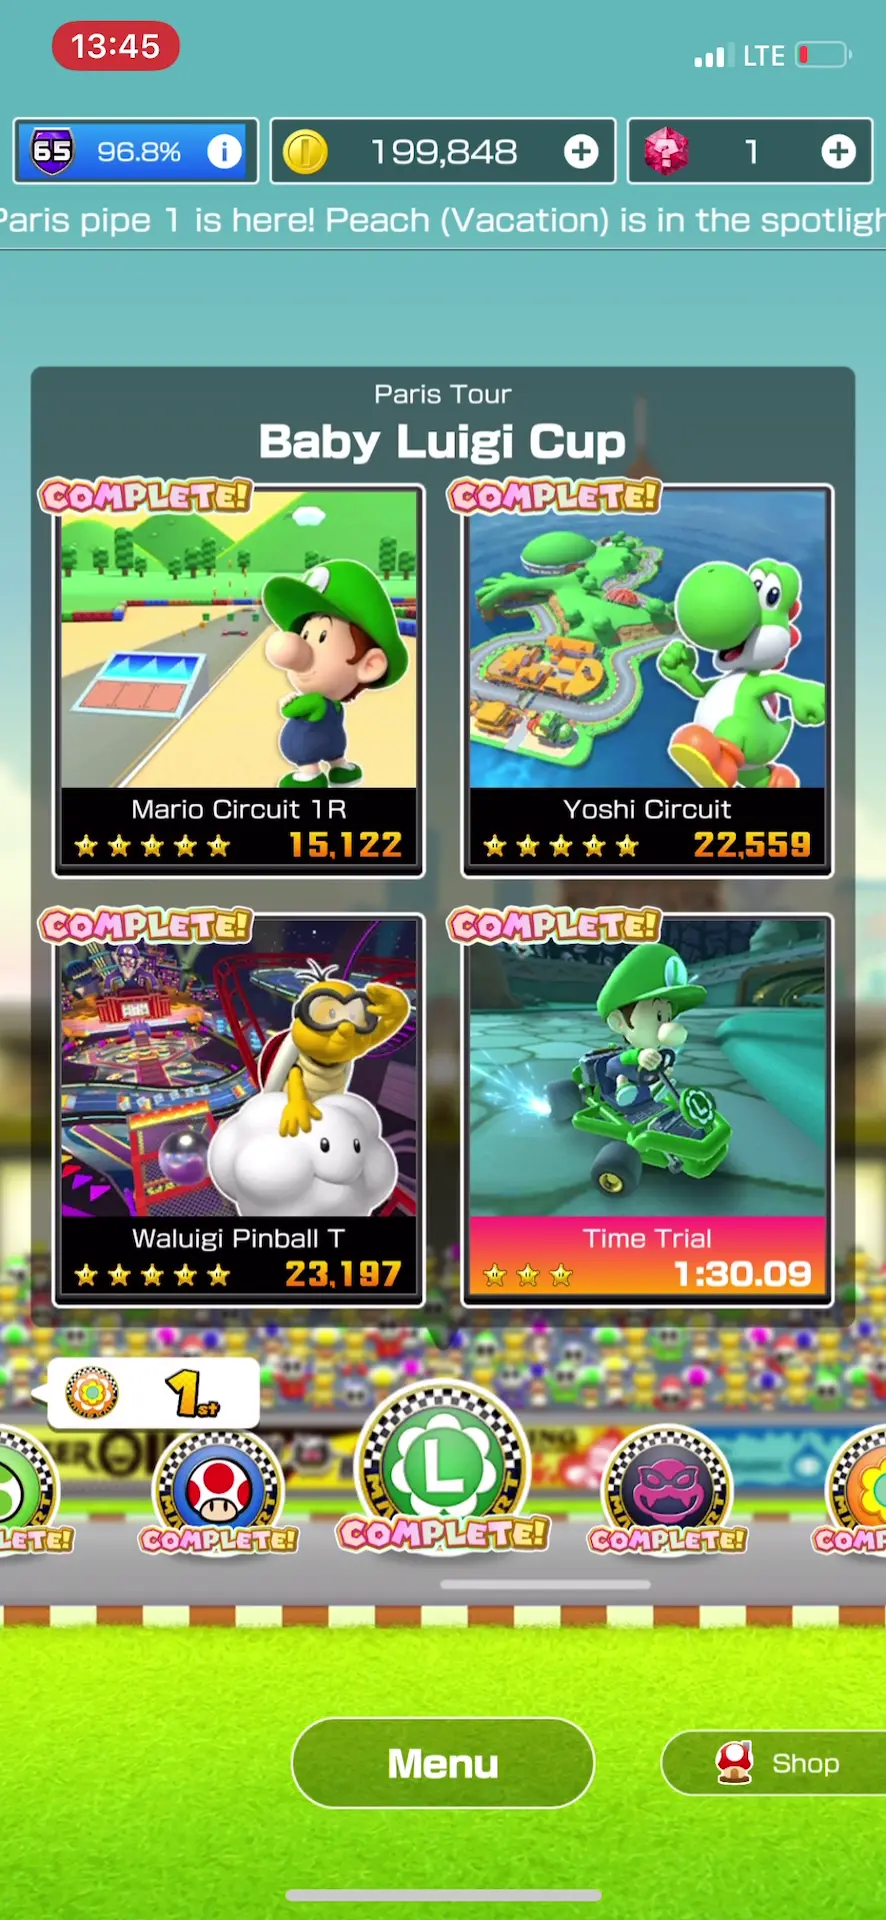 13:45
LTE
65 96.8% i 199,848 1
Paris pipe 1 is here! Peach (Vacation) is in the spotligh
Paris Tour
Baby Luigi Cup
COMPLETE! COMPLETE!
Mario Circuit 1R
15,122
Yoshi Circuit
22,559
COMPLETE! COMPLETE!
Waluigi Pinball T
23,197
Time Trial
1:30.09
1st
L
LETE! COMPLETE! COMPLETE! COMPLETE! COMP
Menu
Shop